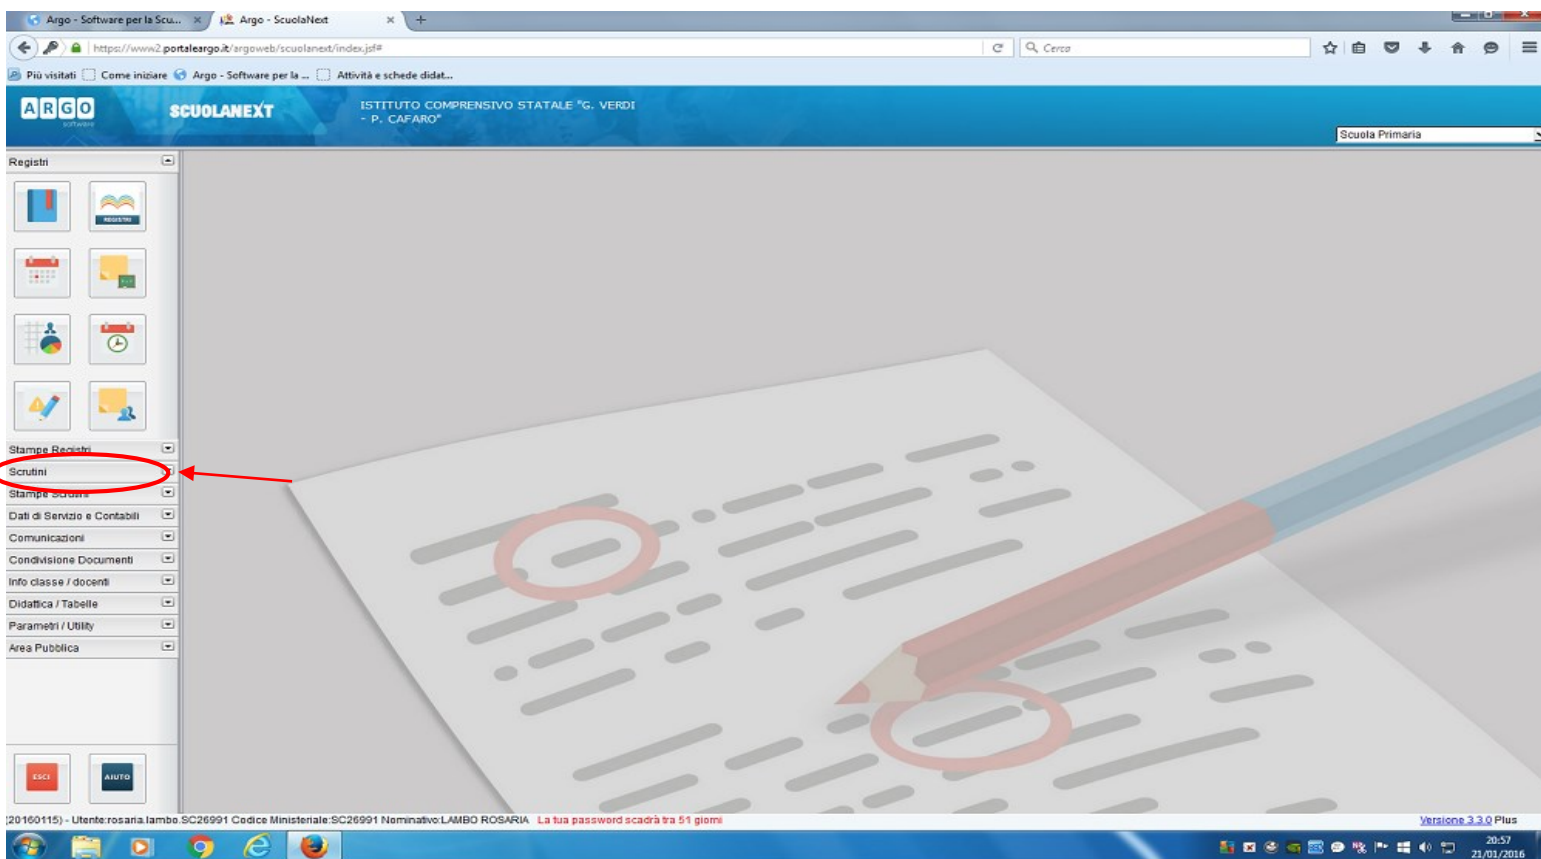 Argo - Software per la Scu...
Argo - ScuolaNext
https://www2.portaleargo.it/argoweb/scuolanext/index.jsf#
Cerca
Più visitati
Come iniziare
Argo - Software per la ...
Attività e schede didat...
ARGO
software
SCUOLANEXT
ISTITUTO COMPRENSIVO STATALE "G. VERDI
- P. CAFARO"
Scuola Primaria
Registri
REGISTRI
Stampe Registri
Scrutini
Stampe Scrutini
Dati di Servizio e Contabili
Comunicazioni
Condivisione Documenti
Info classe / docenti
Didattica / Tabelle
Parametri / Utility
Area Pubblica
ESCI
AIUTO
(20160115) - Utente:rosaria.lambo.SC26991 Codice Ministeriale:SC26991 Nominativo:LAMBO ROSARIA La tua password scadrà tra 51 giorni
Versione 3.3.0 Plus
20:57
21/01/2016